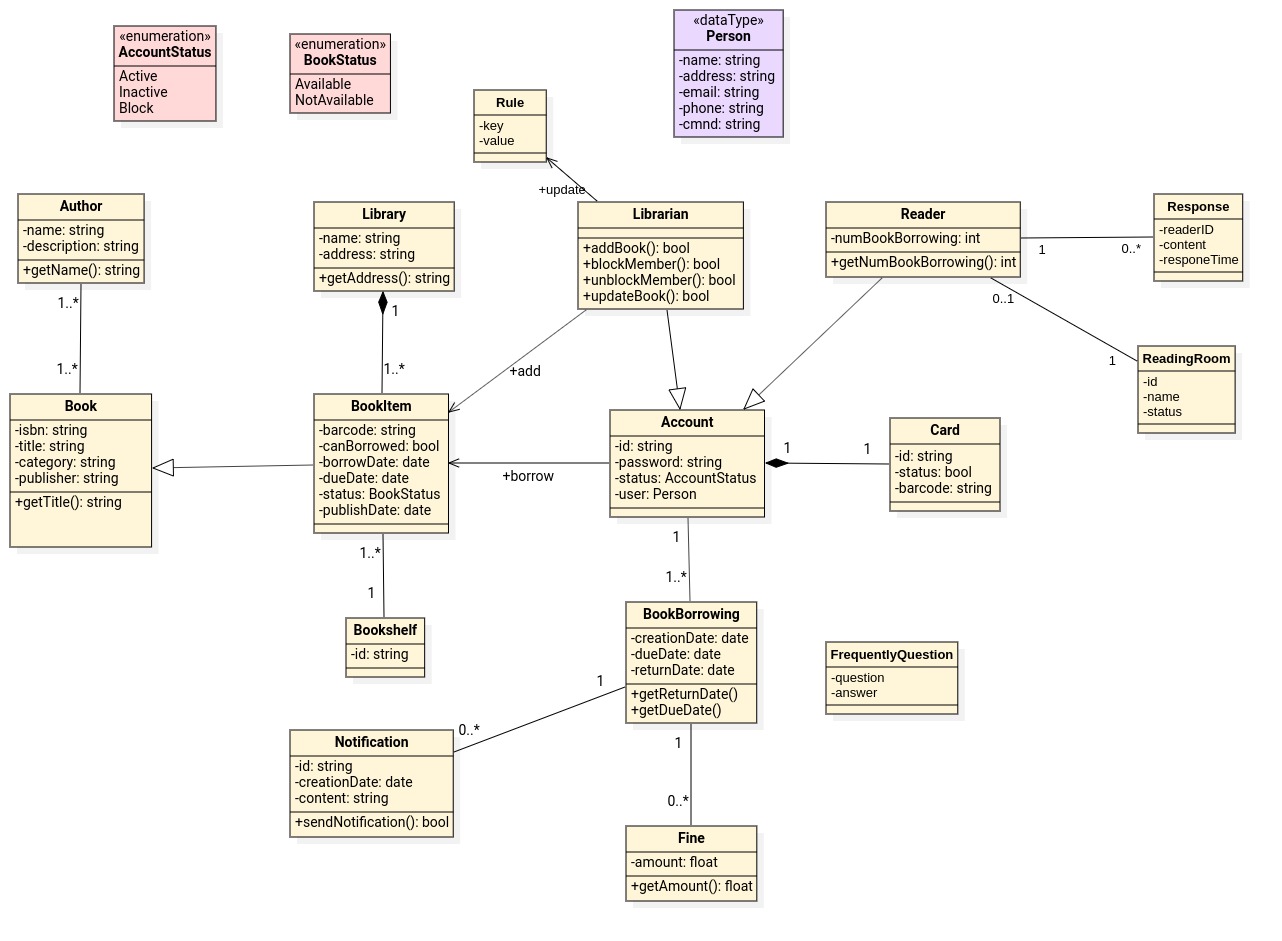 «enumeration»
AccountStatus
Active
Inactive
Block
«enumeration»
BookStatus
Available
NotAvailable
«dataType»
Person
-name: string
-address: string
-email: string
-phone: string
-cmnd: string
Rule
-key
-value
+update
Author
-name: string
-description: string
+getName(): string
Library
-name: string
-address: string
+getAddress(): string
Librarian
+addBook(): bool
+blockMember(): bool
+unblockMember(): bool
+updateBook(): bool
Reader
-numBookBorrowing: int
+getNumBookBorrowing(): int
1
0..*
Response
-readerID
-content
-responeTime
1..*
1..*
1
1..*
+add
0..1
1
ReadingRoom
-id
-name
-status
Book
-isbn: string
-title: string
-category: string
-publisher: string
+getTitle(): string
BookItem
-barcode: string
-canBorrowed: bool
-borrowDate: date
-dueDate: date
-status: BookStatus
-publishDate: date
+borrow
Account
-id: string
-password: string
-status: AccountStatus
-user: Person
1
1
Card
-id: string
-status: bool
-barcode: string
1..*
1
Bookshelf
-id: string
1
1..*
BookBorrowing
-creationDate: date
-dueDate: date
-returnDate: date
+getReturnDate()
+getDueDate()
FrequentlyQuestion
-question
-answer
1
0..*
Notification
-id: string
-creationDate: date
-content: string
+sendNotification(): bool
1
0..*
Fine
-amount: float
+getAmount(): float